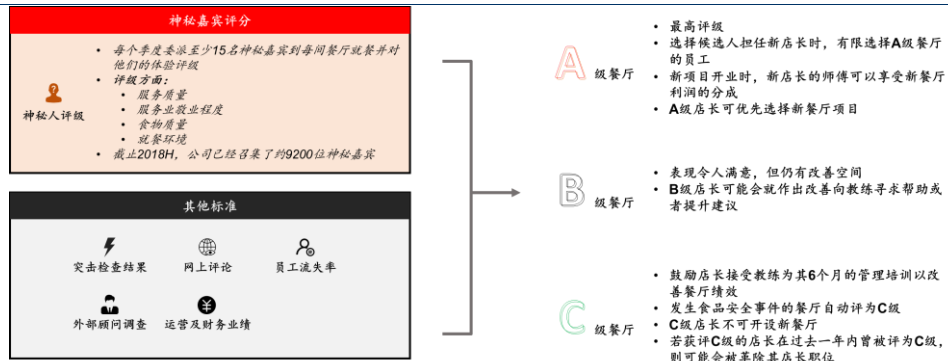 神秘嘉宾评分
• 每个季度委派至少15名神秘嘉宾到每间餐厅就餐并对
他们的体验评级
• 评级方面：
• 服务质量
• 服务业敬业程度
• 食物质量
• 就餐环境
• 截止2018H，公司已经召集了约9200位神秘嘉宾
神秘人评级
其他标准
突击检查结果
网上评论
员工流失率
外部顾问调查
运营及财务业绩
A 级餐厅
• 最高评级
• 选择候选人担任新店长时，有限选择A级餐厅
的员工
• 新项目开业时，新店长的师傅可以享受新餐厅
利润的分成
• A级店长可优先选择新餐厅项目
B 级餐厅
• 表现令人满意，但仍有改善空间
• B级店长可能会就作出改善向教练寻求帮助或
者提升建议
C 级餐厅
• 鼓励店长接受教练为其6个月的管理培训以改
善餐厅绩效
• 发生食品安全事件的餐厅自动评为C级
• C级店长不可开设新餐厅
• 若获评C级的店长在过去一年内曾被评为C级，
则可能会被革除其店长职位